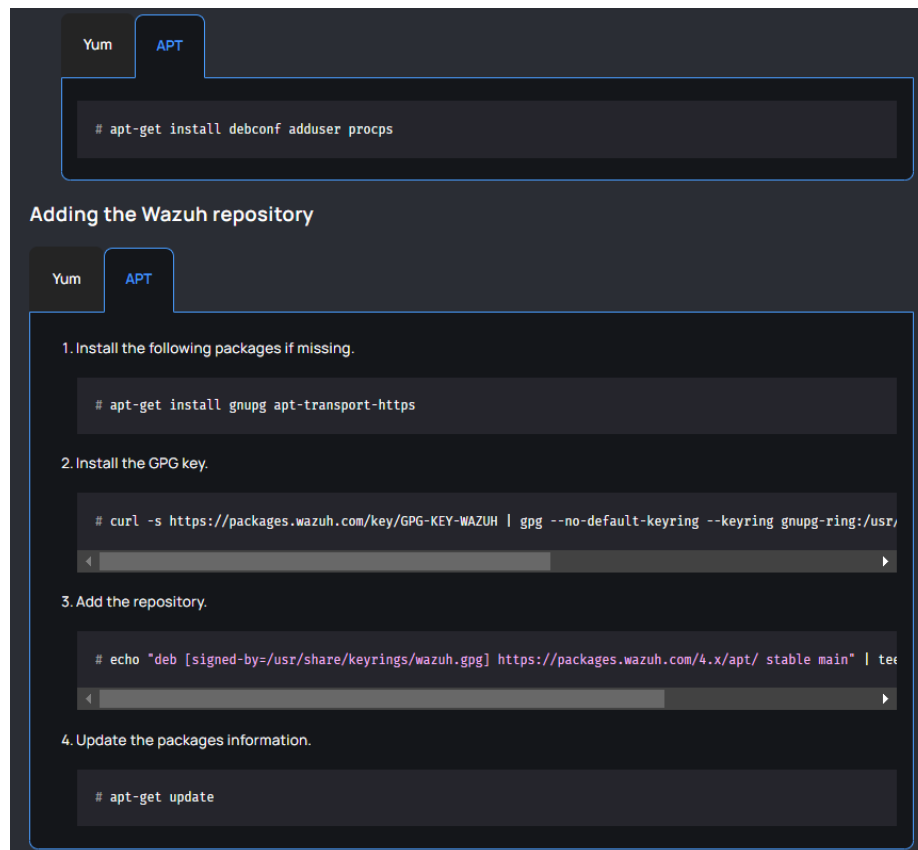 Yum APT
# apt-get install debconf adduser procps
Adding the Wazuh repository
Yum APT
1. Install the following packages if missing.
# apt-get install gnupg apt-transport-https
2. Install the GPG key.
# curl -s https://packages.wazuh.com/key/GPG-KEY-WAZUH | gpg --no-default-keyring --keyring gnupg-ring:/usr/
3. Add the repository.
# echo "deb [signed-by=/usr/share/keyrings/wazuh.gpg] https://packages.wazuh.com/4.x/apt/ stable main" | tee
4. Update the packages information.
# apt-get update